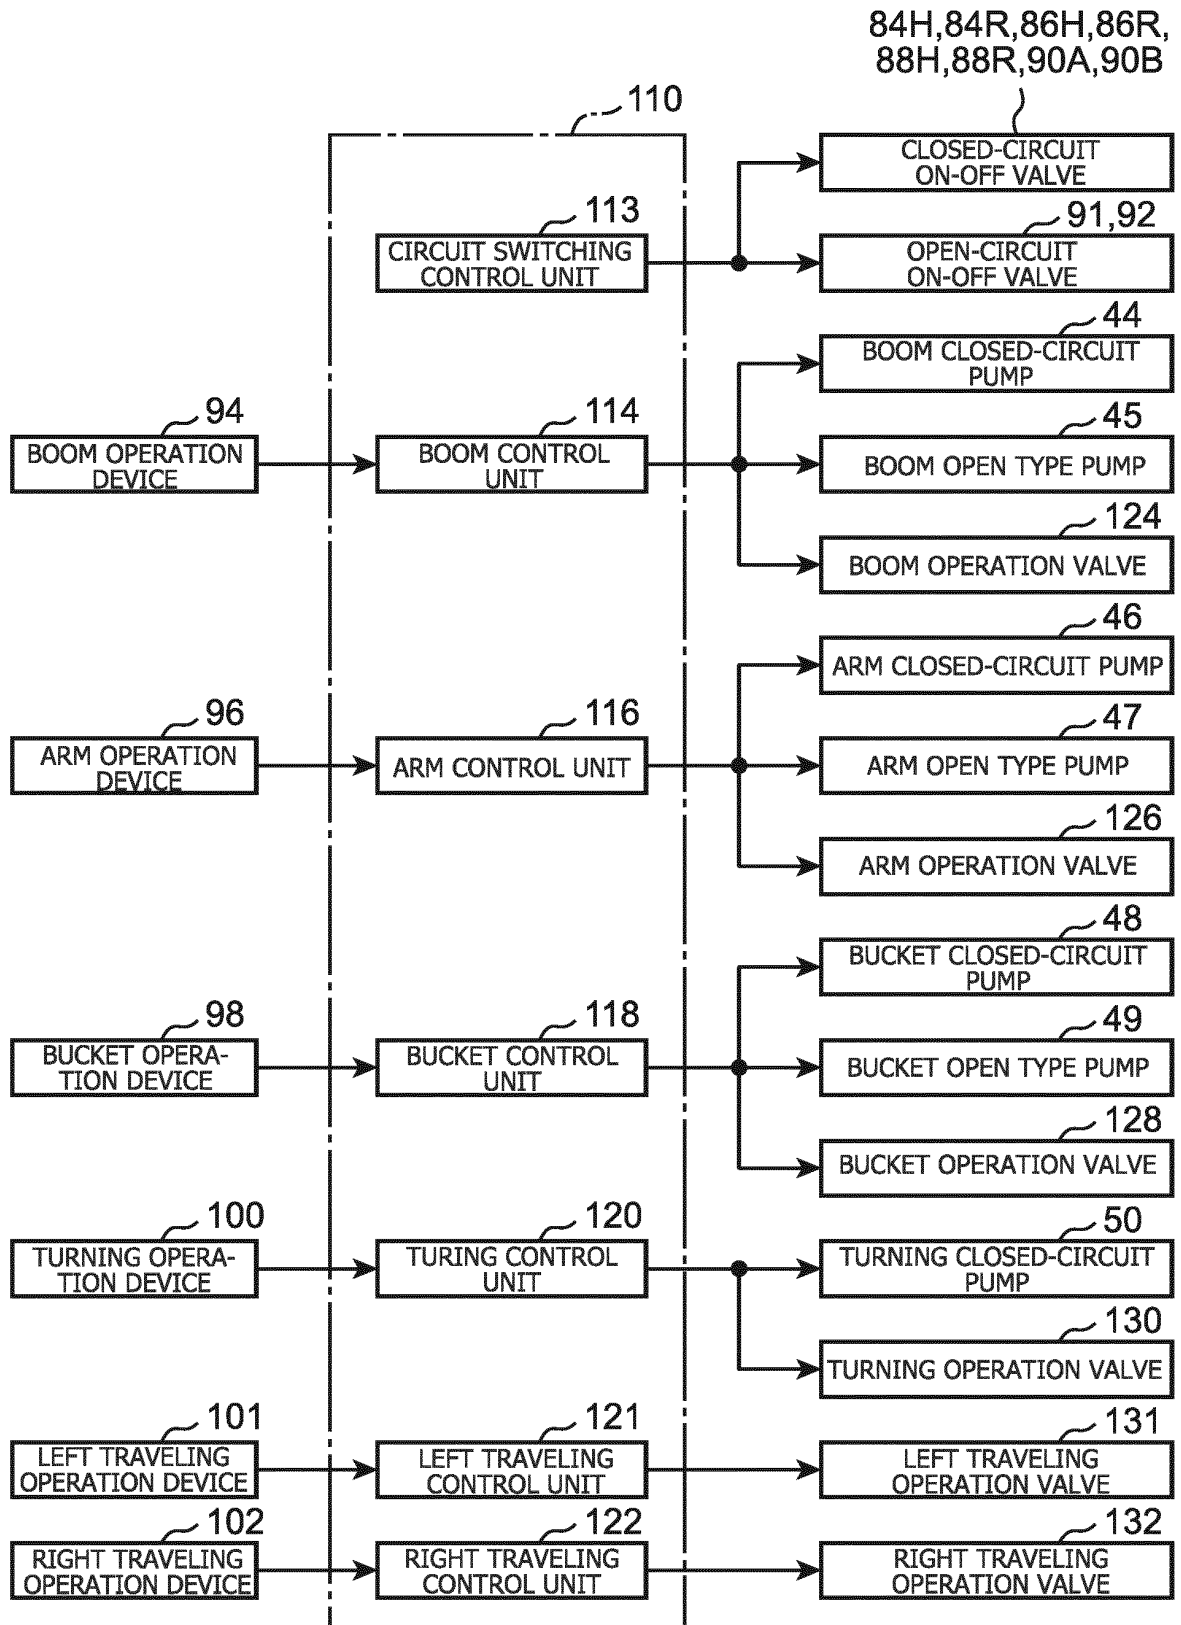 84H,84R,86H,86R,
88H,88R,90A,90B
110
CLOSED-CIRCUIT
ON-OFF VALVE
113
CIRCUIT SWITCHING
CONTROL UNIT
91,92
OPEN-CIRCUIT
ON-OFF VALVE
44
BOOM CLOSED-CIRCUIT
PUMP
94
BOOM OPERATION
DEVICE
114
BOOM CONTROL
UNIT
45
BOOM OPEN TYPE PUMP
124
BOOM OPERATION VALVE
46
ARM CLOSED-CIRCUIT PUMP
96
ARM OPERATION
DEVICE
116
ARM CONTROL UNIT
47
ARM OPEN TYPE PUMP
126
ARM OPERATION VALVE
48
BUCKET CLOSED-CIRCUIT
PUMP
98
BUCKET OPERA-
TION DEVICE
118
BUCKET CONTROL
UNIT
49
BUCKET OPEN TYPE PUMP
128
BUCKET OPERATION VALVE
100
TURNING OPERA-
TION DEVICE
120
TURING CONTROL
UNIT
50
TURNING CLOSED-CIRCUIT
PUMP
130
TURNING OPERATION VALVE
101
LEFT TRAVELING
OPERATION DEVICE
121
LEFT TRAVELING
CONTROL UNIT
131
LEFT TRAVELING
OPERATION VALVE
102
RIGHT TRAVELING
OPERATION DEVICE
122
RIGHT TRAVELING
CONTROL UNIT
132
RIGHT TRAVELING
OPERATION VALVE